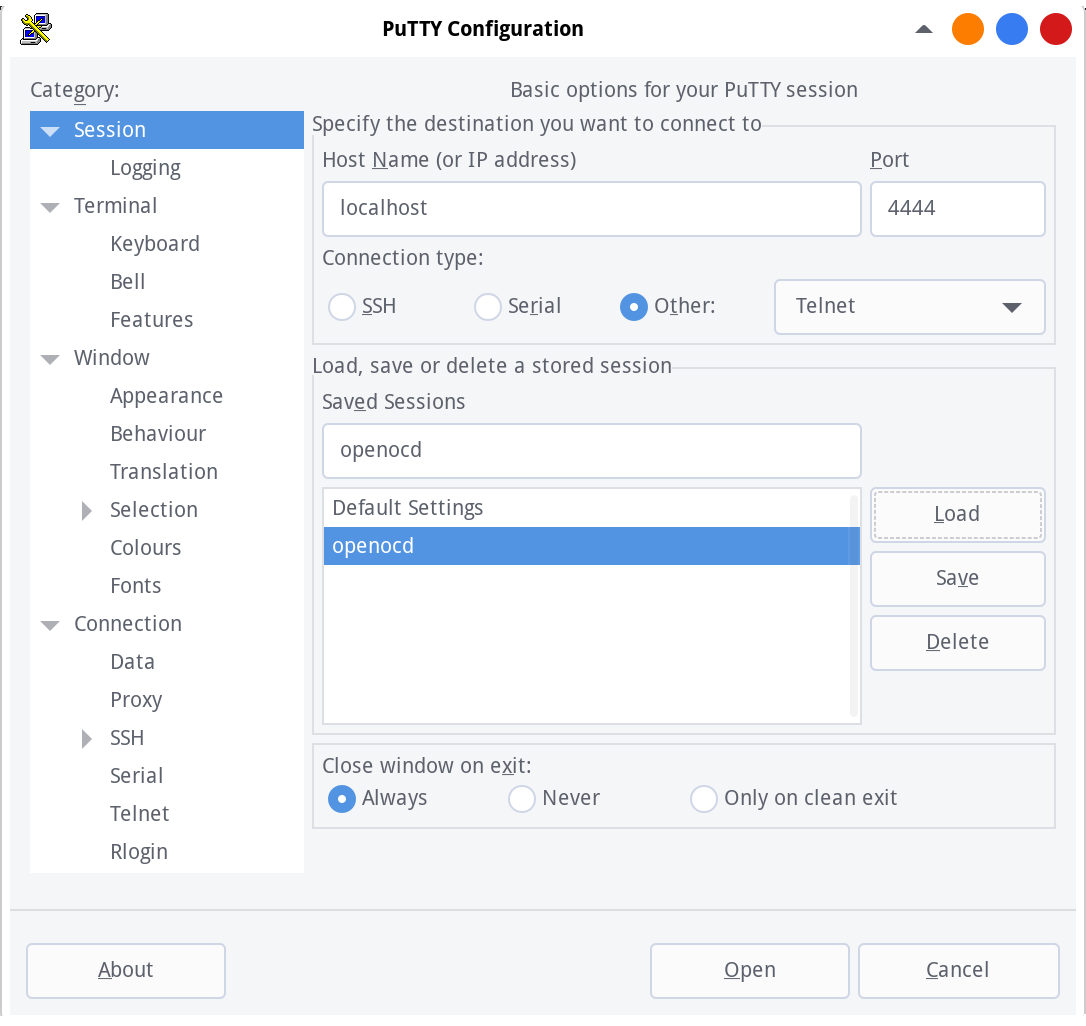 PuTTY Configuration
Category:
Session
Logging
Terminal
Keyboard
Bell
Features
Window
Appearance
Behaviour
Translation
Selection
Colours
Fonts
Connection
Data
Proxy
SSH
Serial
Telnet
Rlogin
Basic options for your PuTTY session
Specify the destination you want to connect to
Host Name (or IP address) Port
localhost 4444
Connection type:
SSH Serial Other: Telnet
Load, save or delete a stored session
Saved Sessions
openocd
Default Settings
openocd
Load
Save
Delete
Close window on exit:
Always Never Only on clean exit
About Open Cancel